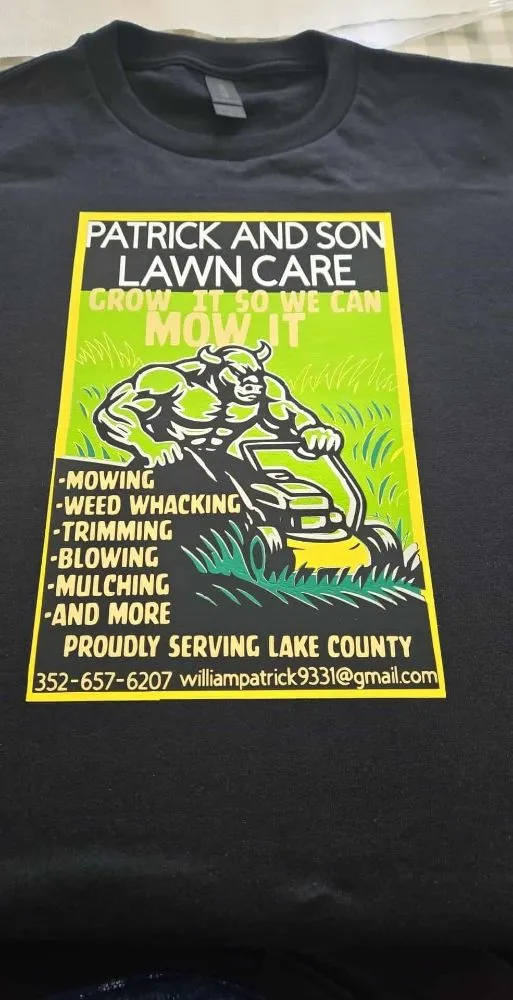 PATRICK AND SON
LAWN CARE
GROW IT SO WE CAN
MOW IT
-MOWING
-WEED WHACKING
-TRIMMING
-BLOWING
-MULCHING
-AND MORE
PROUDLY SERVING LAKE COUNTY
352-657-6207 williampatrick9331@gmail.com